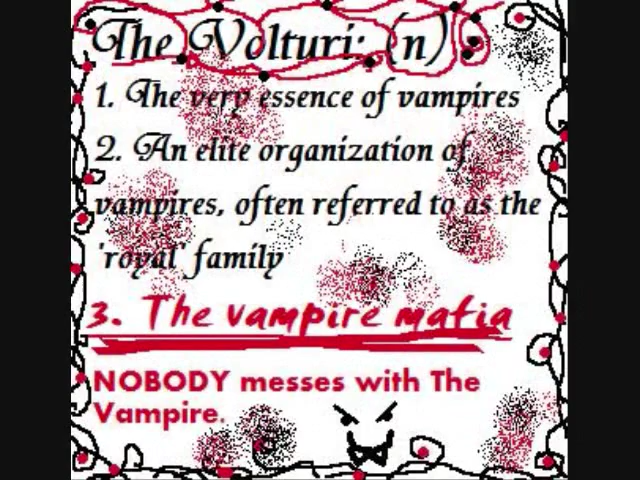 The Volturi: (n)
1. The very essence of vampires
2. An elite organization of
vampires, often referred to as the
'royal' family
3. The vampire mafia
NOBODY messes with The
Vampire.